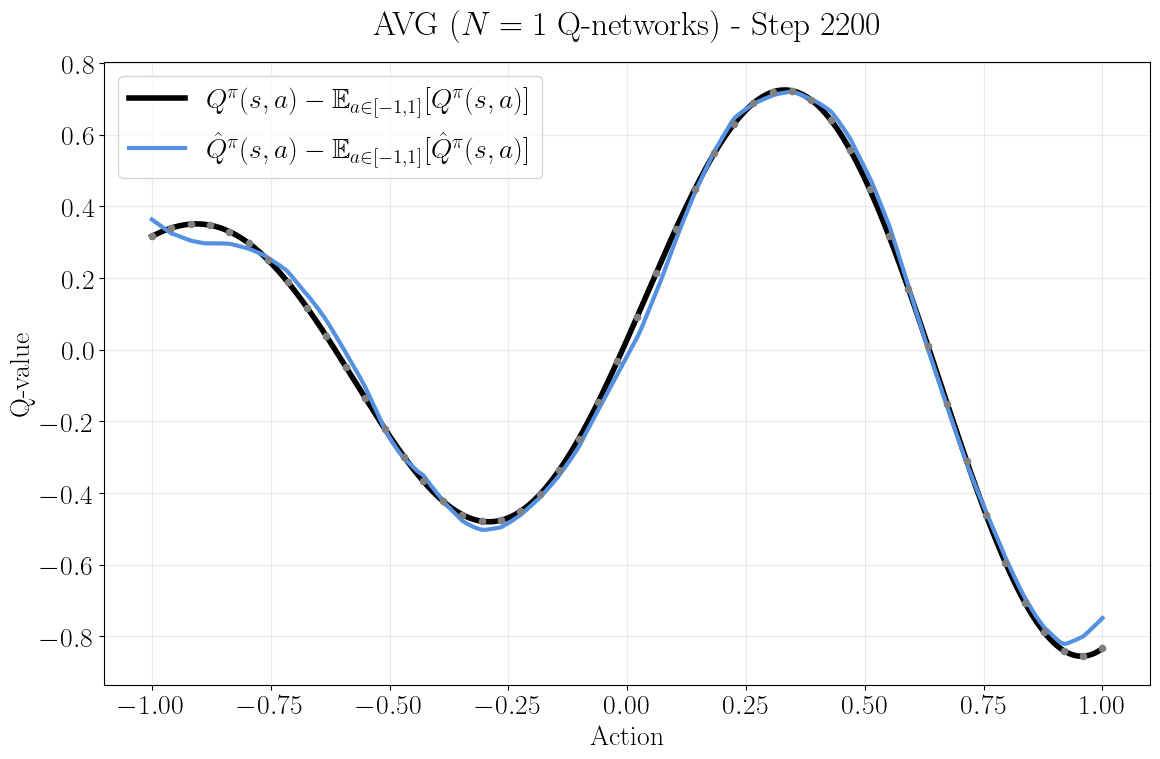 AVG (N = 1 Q-networks) - Step 2200
Q^π(s, a) − 𝔼_{a∈[−1,1]}[Q^π(s, a)]
Q̂^π(s, a) − 𝔼_{a∈[−1,1]}[Q̂^π(s, a)]
Q-value
0.8
0.6
0.4
0.2
0.0
−0.2
−0.4
−0.6
−0.8
−1.00 −0.75 −0.50 −0.25 0.00 0.25 0.50 0.75 1.00
Action